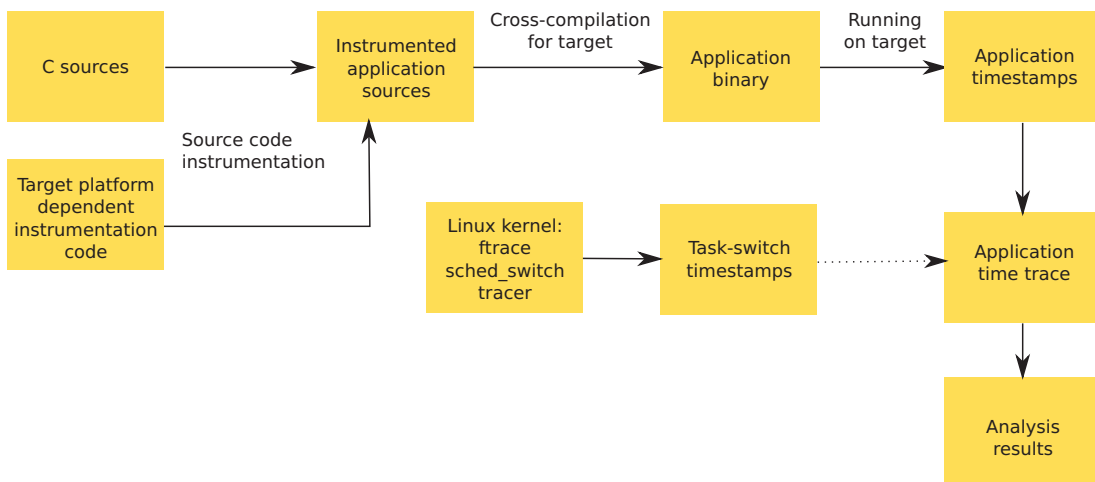 C sources
Instrumented
application
sources
Cross-compilation
for target
Application
binary
Running
on target
Application
timestamps
Source code
instrumentation
Target platform
dependent
instrumentation
code
Linux kernel:
ftrace
sched_switch
tracer
Task-switch
timestamps
Application
time trace
Analysis
results